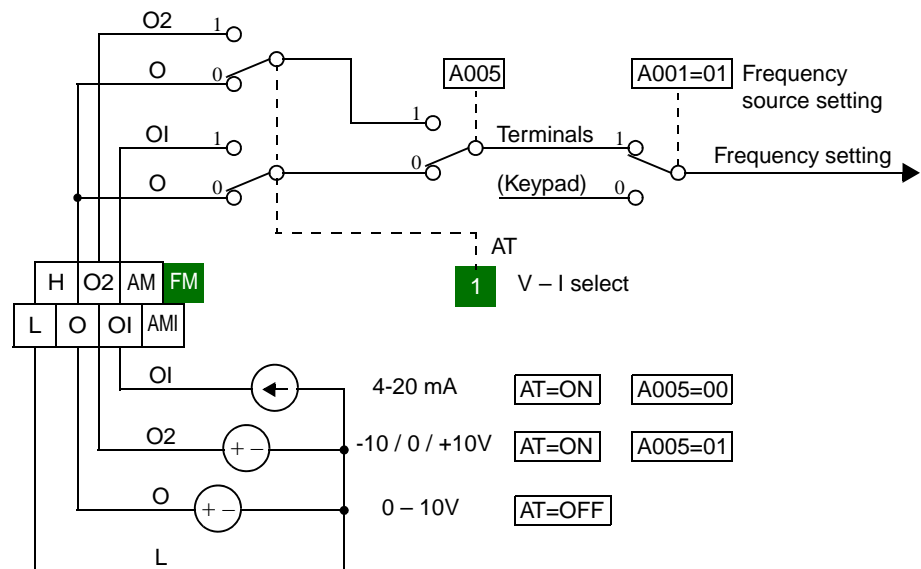 O2 1
O 0
A005
A001=01 Frequency
source setting
OI 1
1
Terminals 1
O 0
0
(Keypad) 0
Frequency setting
AT
1 V – I select
H O2 AM FM
L O OI AMI
OI 4-20 mA AT=ON A005=00
O2 + – -10 / 0 / +10V AT=ON A005=01
O + – 0 – 10V AT=OFF
L